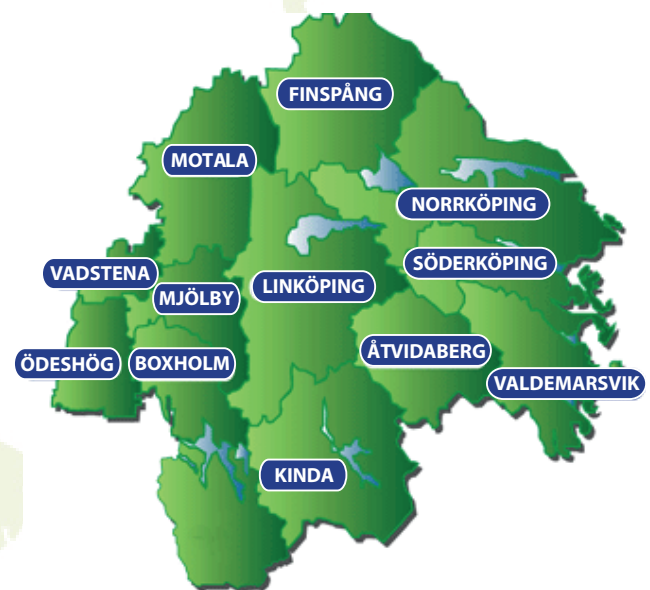 FINSPÅNG
MOTALA
NORRKÖPING
VADSTENA
SÖDERKÖPING
MJÖLBY
LINKÖPING
ÅTVIDABERG
ÖDESHÖG
BOXHOLM
VALDEMARSVIK
KINDA